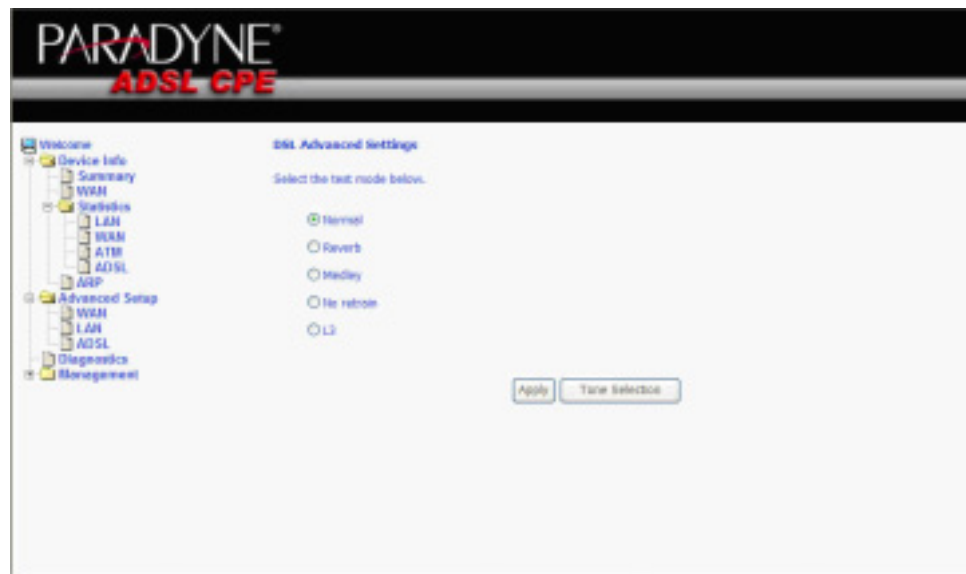 PARADYNE®
ADSL CPE
Welcome
Device Info
Summary
WAN
Statistics
LAN
WAN
ATM
ADSL
ARP
Advanced Setup
WAN
LAN
ADSL
Diagnostics
Management
DSL Advanced Settings
Select the test mode below.
Normal
Reverb
Medley
No retrain
L3
Apply
Tone Selection